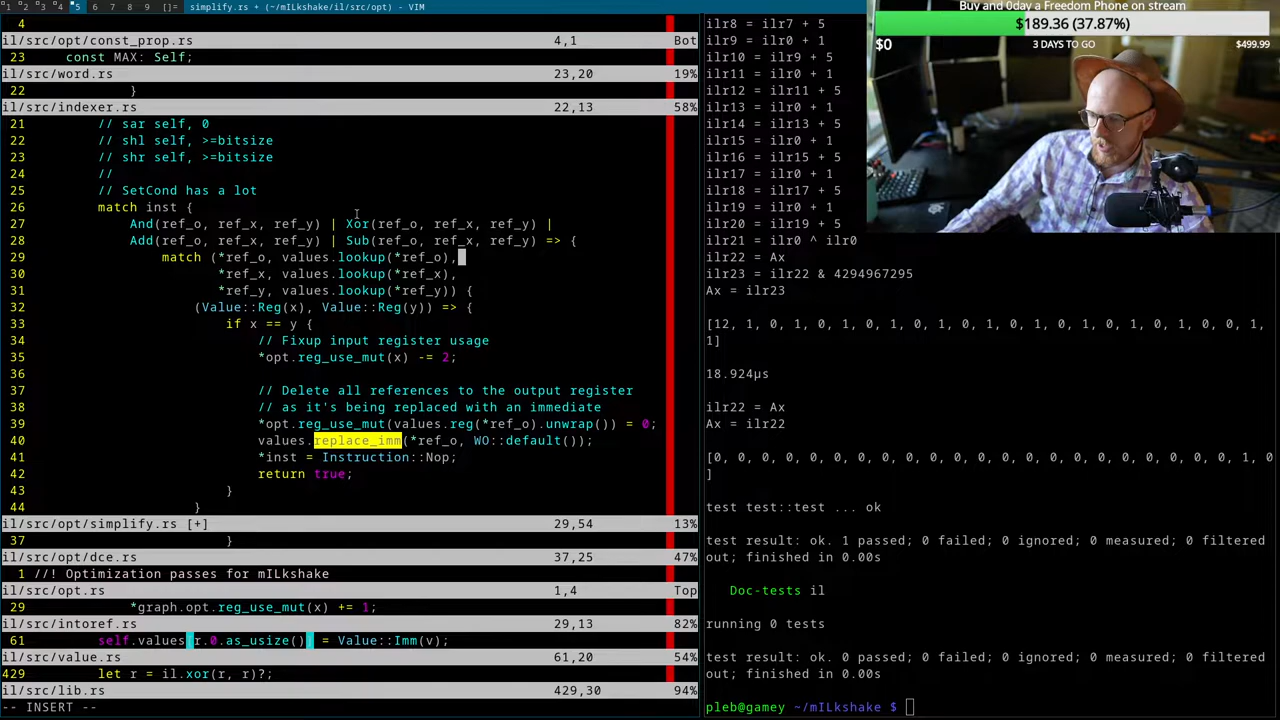 1 2 3 4 5 6 7 8 9 []= simplify.rs + (~/mILkshake/il/src/opt) - VIM
4
il/src/opt/const_prop.rs 4,1 Bot
23 const MAX: Self;
il/src/word.rs 23,20 19%
22 }
il/src/indexer.rs 22,13 58%
21 // sar self, 0
22 // shl self, >=bitsize
23 // shr self, >=bitsize
24 //
25 // SetCond has a lot
26 match inst {
27 And(ref_o, ref_x, ref_y) | Xor(ref_o, ref_x, ref_y) |
28 Add(ref_o, ref_x, ref_y) | Sub(ref_o, ref_x, ref_y) => {
29 match (*ref_o, values.lookup(*ref_o),
30 *ref_x, values.lookup(*ref_x),
31 *ref_y, values.lookup(*ref_y)) {
32 (Value::Reg(x), Value::Reg(y)) => {
33 if x == y {
34 // Fixup input register usage
35 *opt.reg_use_mut(x) -= 2;
36
37 // Delete all references to the output register
38 // as it's being replaced with an immediate
39 *opt.reg_use_mut(values.reg(*ref_o).unwrap()) = 0;
40 values.replace_imm(*ref_o, WO::default());
41 *inst = Instruction::Nop;
42 return true;
43 }
44 }
il/src/opt/simplify.rs [+] 29,54 13%
37 }
il/src/opt/dce.rs 37,25 47%
1 //! Optimization passes for mILkshake
il/src/opt.rs 1,4 Top
29 *graph.opt.reg_use_mut(x) += 1;
il/src/intoref.rs 29,13 82%
61 self.values[r.0.as_usize()] = Value::Imm(v);
il/src/value.rs 61,20 54%
429 let r = il.xor(r, r)?;
il/src/lib.rs 429,30 94%
-- INSERT --
ilr8 = ilr7 + 5
ilr9 = ilr0 + 1
ilr10 = ilr9 + 5
ilr11 = ilr0 + 1
ilr12 = ilr11 + 5
ilr13 = ilr0 + 1
ilr14 = ilr13 + 5
ilr15 = ilr0 + 1
ilr16 = ilr15 + 5
ilr17 = ilr0 + 1
ilr18 = ilr17 + 5
ilr19 = ilr0 + 1
ilr20 = ilr19 + 5
ilr21 = ilr0 ^ ilr0
ilr22 = Ax
ilr23 = ilr22 & 4294967295
Ax = ilr23
[12, 1, 0, 1, 0, 1, 0, 1, 0, 1, 0, 1, 0, 1, 0, 1, 0, 1, 0, 0, 1,
1]
18.924µs
ilr22 = Ax
Ax = ilr22
[0, 0, 0, 0, 0, 0, 0, 0, 0, 0, 0, 0, 0, 0, 0, 0, 0, 0, 0, 1, 0
]
test test::test ... ok
test result: ok. 1 passed; 0 failed; 0 ignored; 0 measured; 0 filtered
out; finished in 0.00s
Doc-tests il
running 0 tests
test result: ok. 0 passed; 0 failed; 0 ignored; 0 measured; 0 filtered
out; finished in 0.00s
pleb@gamey ~/mILkshake $
Buy and 0day a Freedom Phone on stream
$189.36 (37.87%)
$0 3 DAYS TO GO $499.99